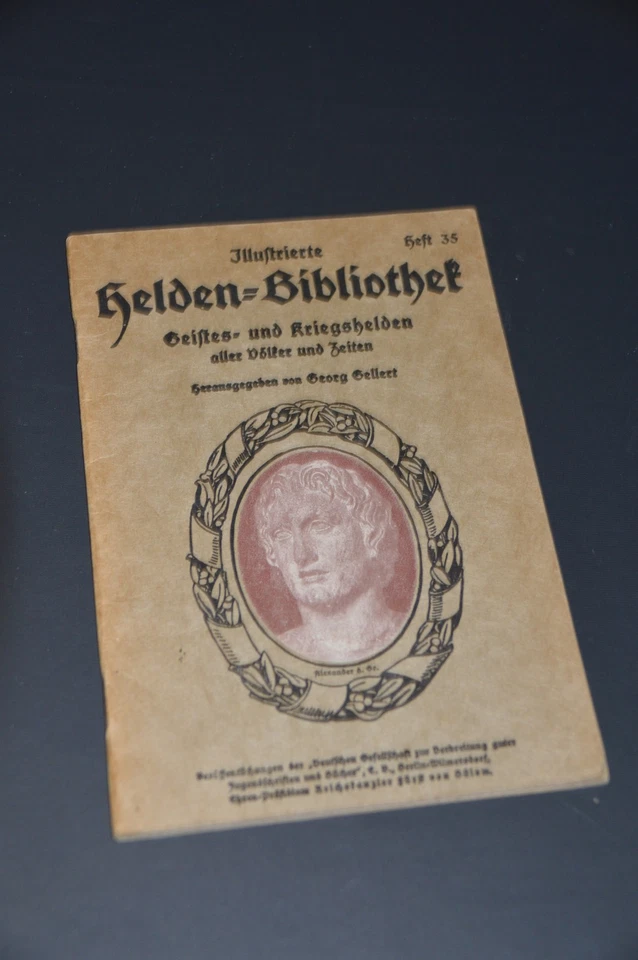 Illustrierte
Heft 35
Helden-Bibliothek
Geistes- und Kriegshelden
aller Völker und Zeiten
Herausgegeben von Georg Gellert
Alexander d. Gr.
Veröffentlichungen der „Deutschen Gesellschaft zur Verbreitung guter
Jugendschriften und Bücher", E. V., Berlin-Wilmersdorf,
Ehren-Präsidium Reichskanzler Fürst von Bülow.